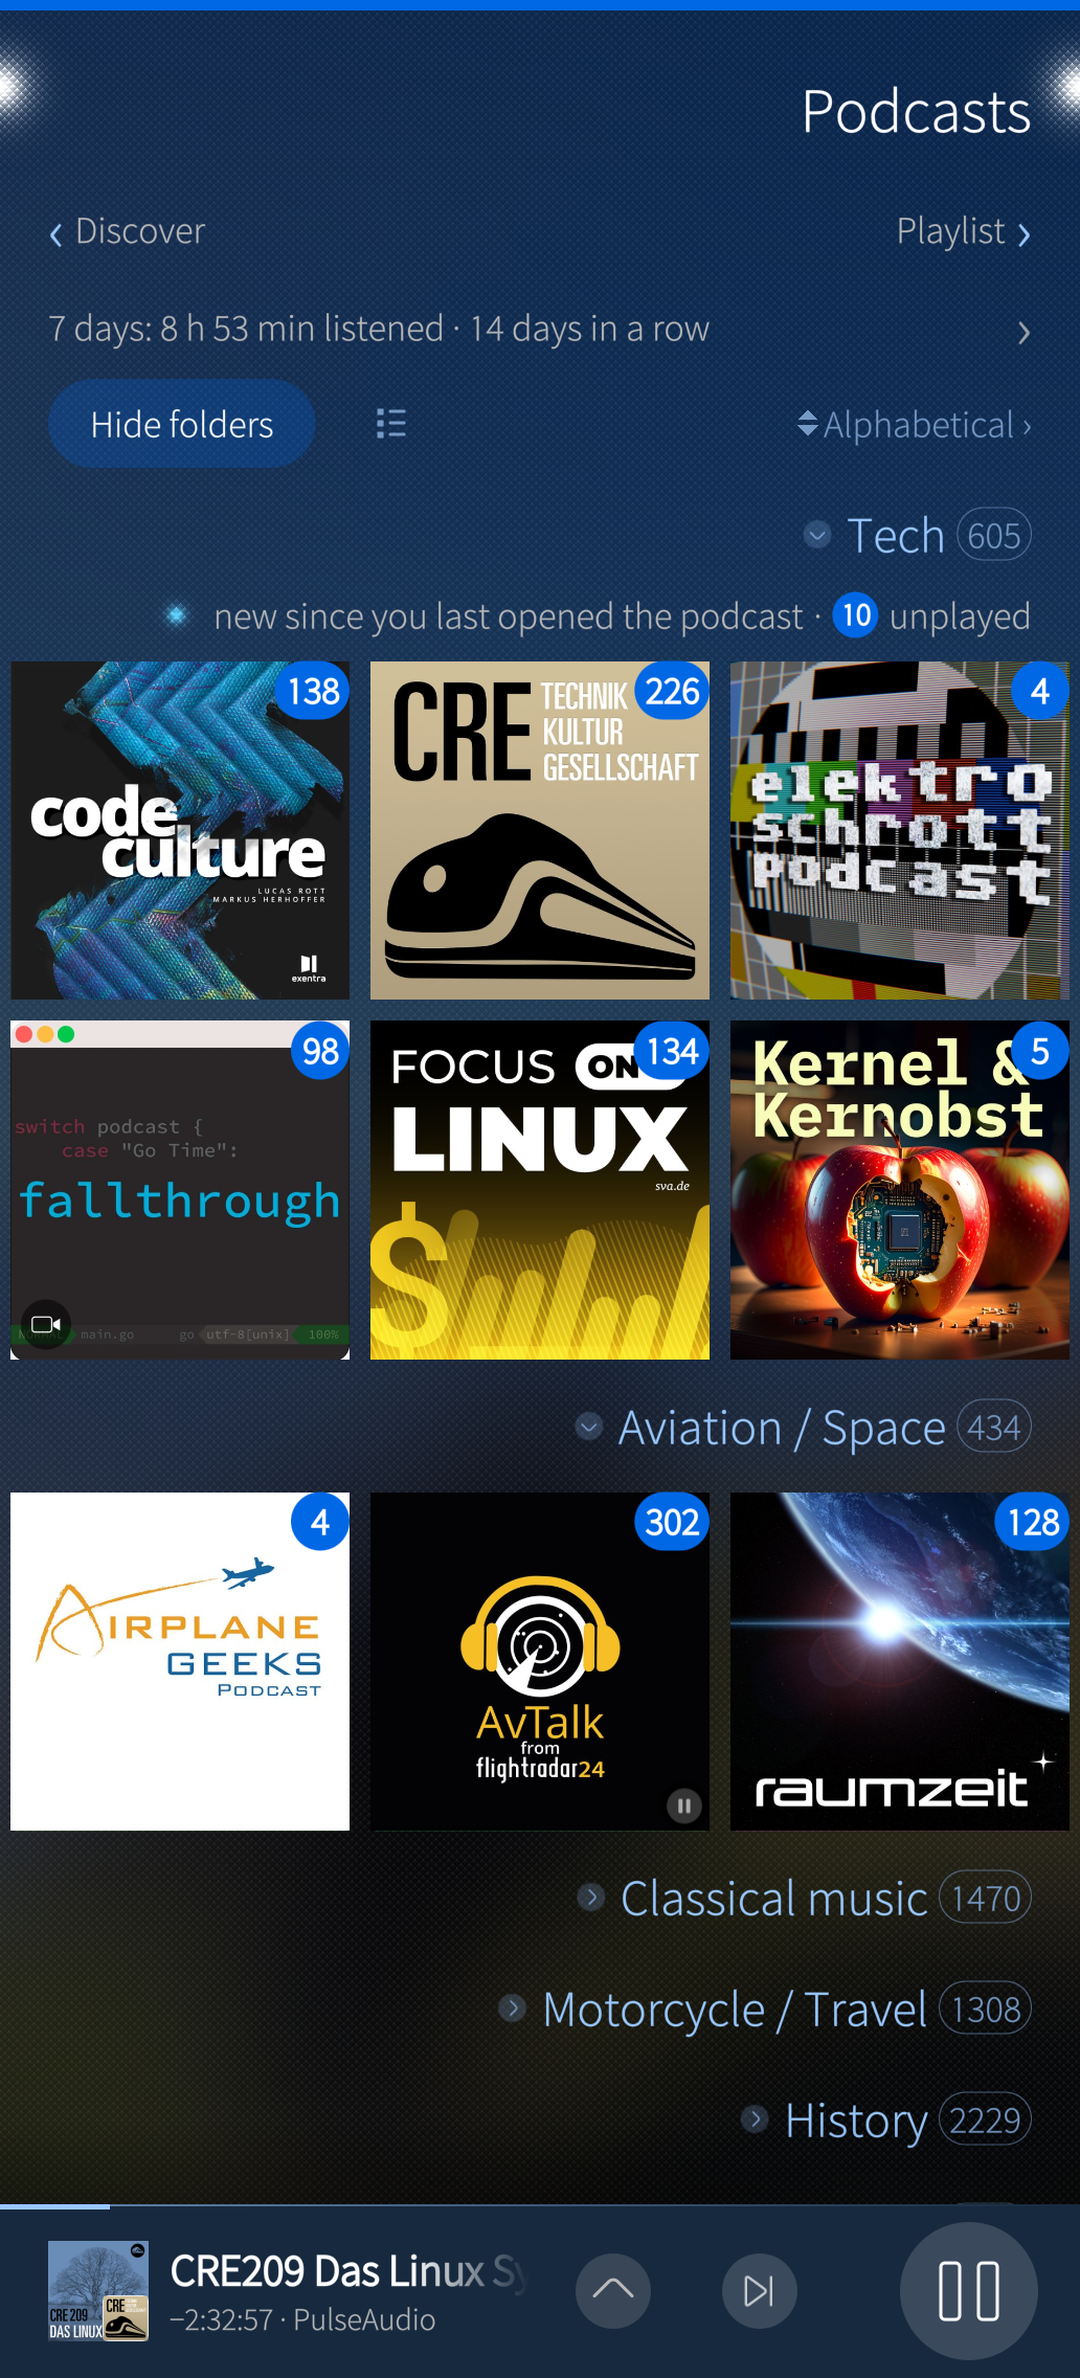 Podcasts
Discover
Playlist
7 days: 8 h 53 min listened · 14 days in a row
Hide folders
Alphabetical
Tech 605
new since you last opened the podcast · 10 unplayed
138
code
culture
LUCAS ROTT
MARKUS HERHOFFER
exentra
226
CRE
TECHNIK
KULTUR
GESELLSCHAFT
4
elektro
schrott
podcast
98
switch podcast {
case "Go Time":
fallthrough
main.go go utf-8[unix] 100%
134
FOCUS ON
LINUX
sva.de
$
5
Kernel &
Kernobst
Aviation / Space 434
4
AIRPLANE
GEEKS
PODCAST
302
AvTalk
from
flightradar24
128
raumzeit
Classical music 1470
Motorcycle / Travel 1308
History 2229
CRE 209
DAS LINUX
CRE
CRE209 Das Linux Sy
−2:32:57 · PulseAudio